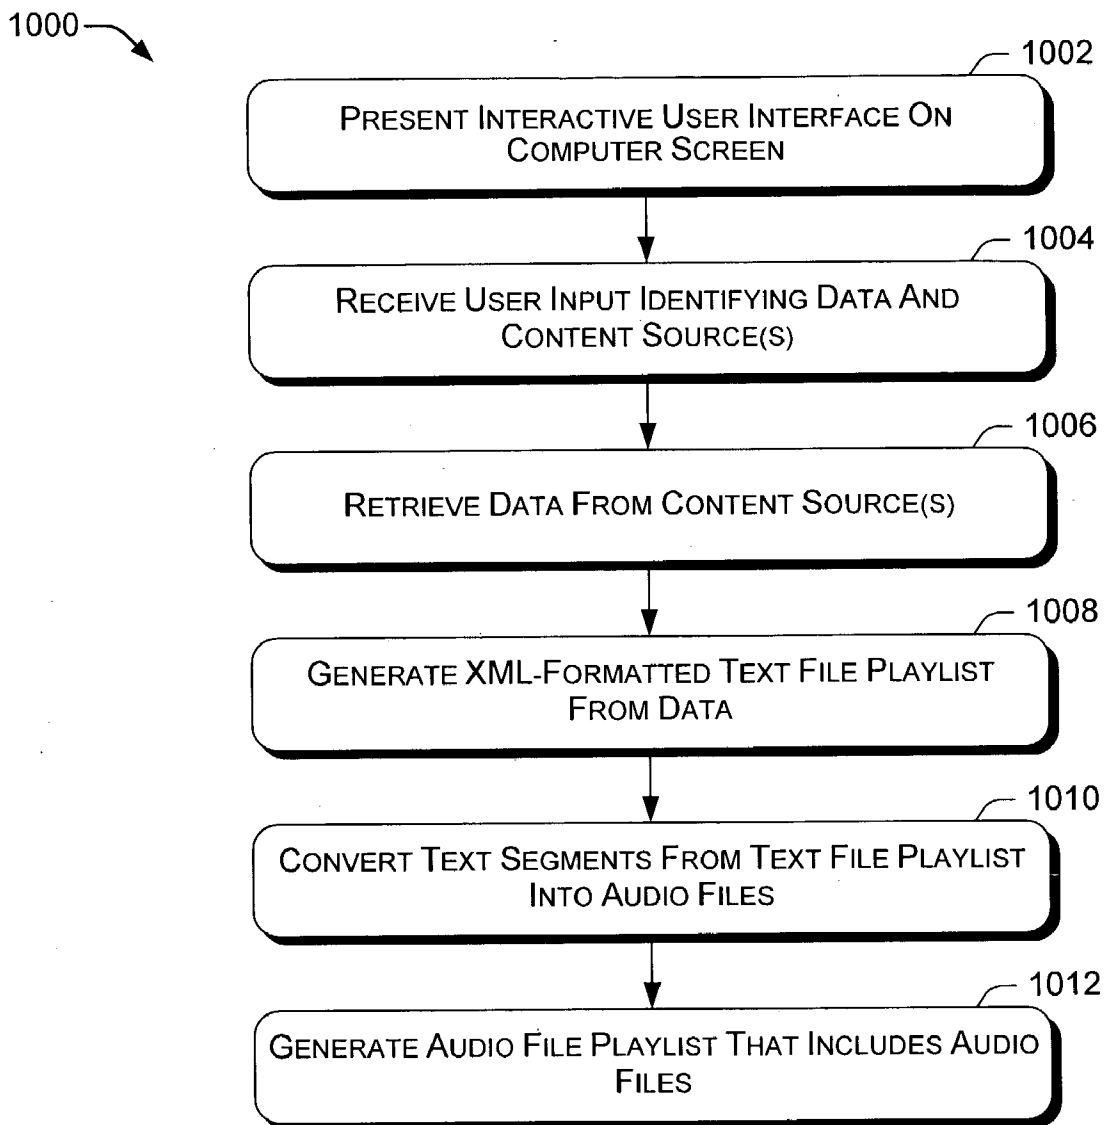 1000
1002
PRESENT INTERACTIVE USER INTERFACE ON
COMPUTER SCREEN
1004
RECEIVE USER INPUT IDENTIFYING DATA AND
CONTENT SOURCE(S)
1006
RETRIEVE DATA FROM CONTENT SOURCE(S)
1008
GENERATE XML-FORMATTED TEXT FILE PLAYLIST
FROM DATA
1010
CONVERT TEXT SEGMENTS FROM TEXT FILE PLAYLIST
INTO AUDIO FILES
1012
GENERATE AUDIO FILE PLAYLIST THAT INCLUDES AUDIO
FILES